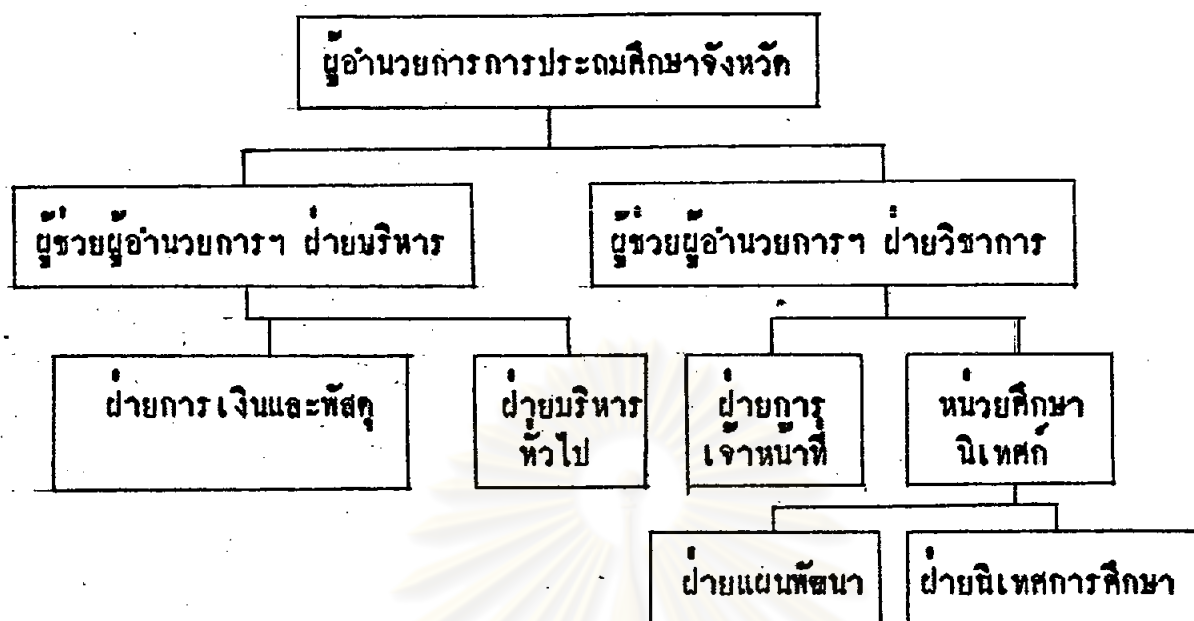 ผู้อำนวยการการประถมศึกษาจังหวัด
ผู้ช่วยผู้อำนวยการฯ ฝ่ายบริหาร
ผู้ช่วยผู้อำนวยการฯ ฝ่ายวิชาการ
ฝ่ายการเงินและพัสดุ
ฝ่ายบริหาร
ทั่วไป
ฝ่ายการ
เจ้าหน้าที่
หน่วยศึกษา
นิเทศก์
ฝ่ายแผนพัฒนา
ฝ่ายนิเทศการศึกษา